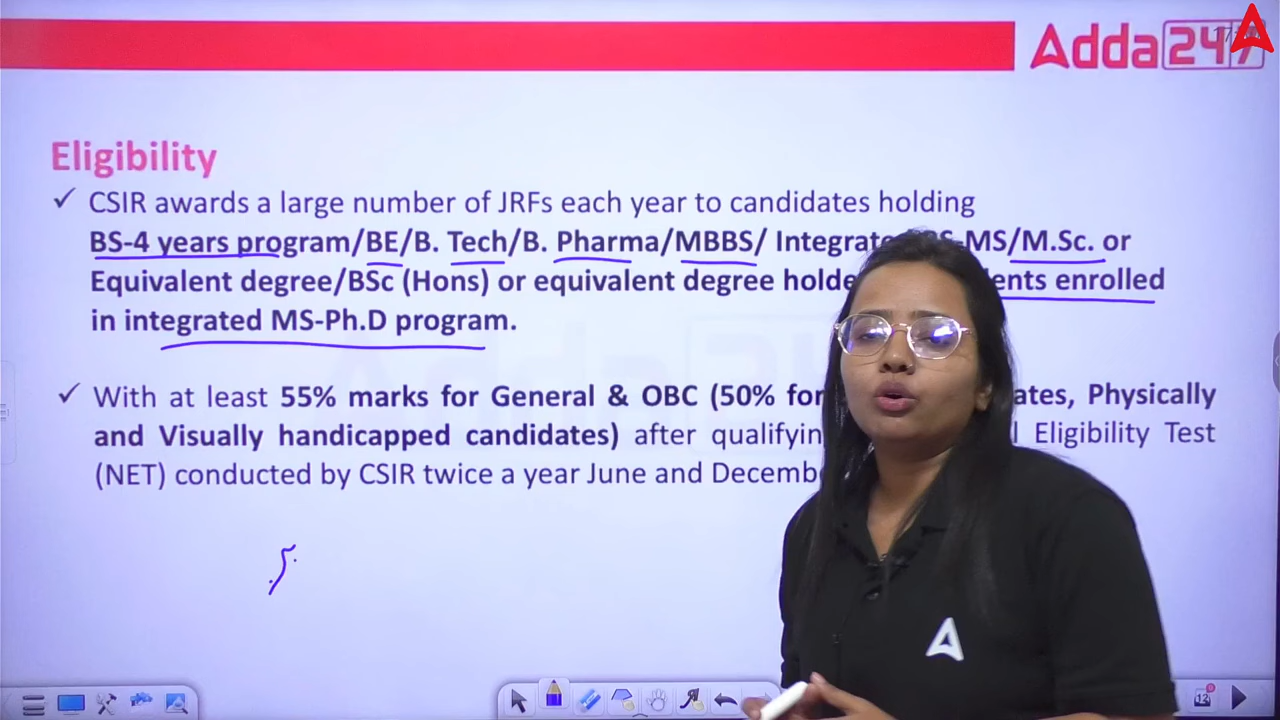 Adda247
Eligibility
✓ CSIR awards a large number of JRFs each year to candidates holding
BS-4 years program/BE/B. Tech/B. Pharma/MBBS/ Integrate -MS/M.Sc. or
Equivalent degree/BSc (Hons) or equivalent degree holde ents enrolled
in integrated MS-Ph.D program.
✓ With at least 55% marks for General & OBC (50% for ates, Physically
and Visually handicapped candidates) after qualifyin l Eligibility Test
(NET) conducted by CSIR twice a year June and Decemb
12